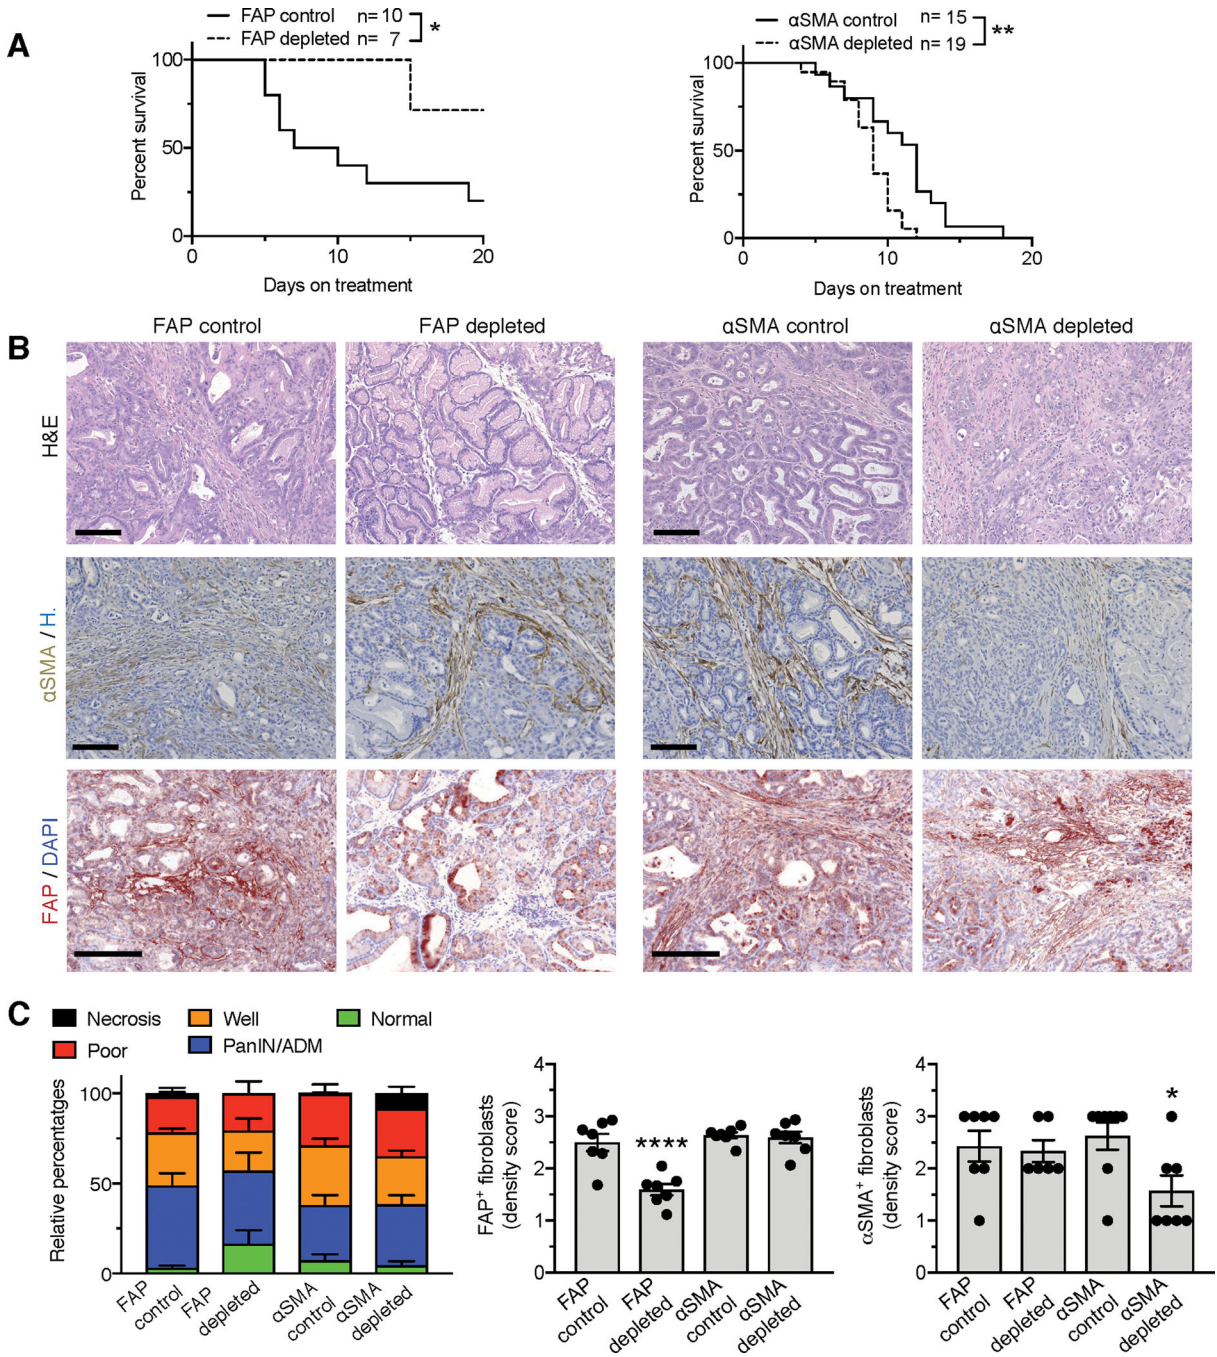 A
FAP control n= 10
FAP depleted n= 7
*
Percent survival
100
50
0
0 10 20
Days on treatment
αSMA control n= 15
αSMA depleted n= 19
**
Percent survival
100
50
0
0 10 20
Days on treatment
B
FAP control FAP depleted αSMA control αSMA depleted
H&E
αSMA / H.
FAP / DAPI
C
Necrosis Well Normal
Poor PanIN/ADM
Relative percentatges
100
50
0
FAP control
FAP depleted
αSMA control
αSMA depleted
FAP+ fibroblasts
(density score)
4
3
2
1
0
****
FAP control
FAP depleted
αSMA control
αSMA depleted
αSMA+ fibroblasts
(density score)
4
3
2
1
0
*
FAP control
FAP depleted
αSMA control
αSMA depleted